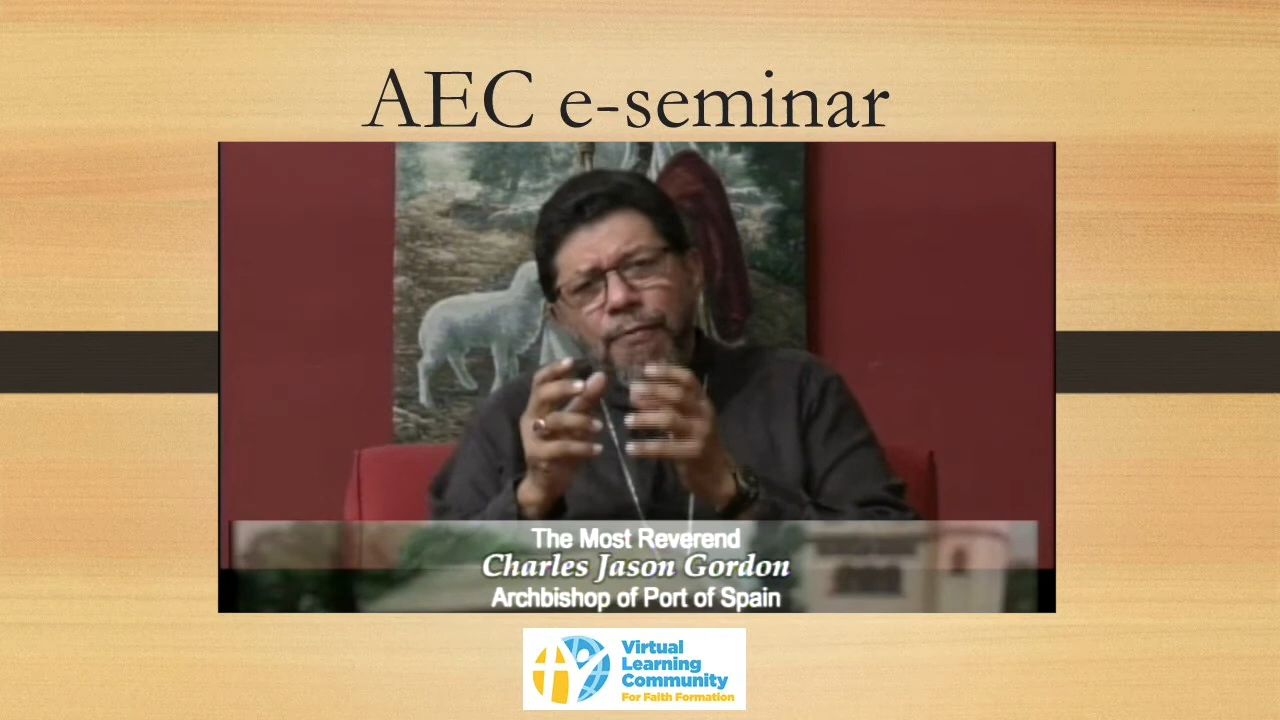 AEC e-seminar
The Most Reverend
Charles Jason Gordon
Archbishop of Port of Spain
Virtual
Learning
Community
For Faith Formation